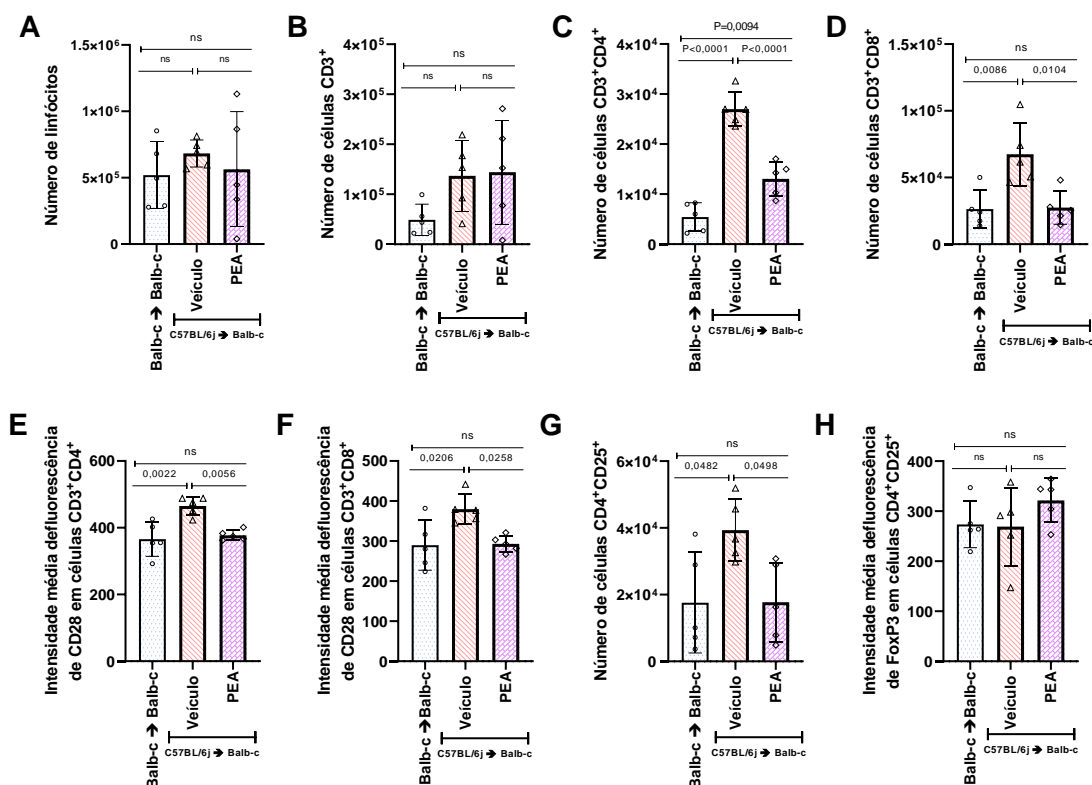 A
Número de linfócitos
1.5×10⁶
1×10⁶
5×10⁵
0
ns
ns
ns
Balb-c ➔ Balb-c
Veículo
PEA
C57BL/6j ➔ Balb-c
B
Número de células CD3⁺
4×10⁵
3×10⁵
2×10⁵
1×10⁵
0
ns
ns
ns
Balb-c ➔ Balb-c
Veículo
PEA
C57BL/6j ➔ Balb-c
C
Número de células CD3⁺CD4⁺
4×10⁴
3×10⁴
2×10⁴
1×10⁴
0
P=0,0094
P<0,0001
P<0,0001
Balb-c ➔ Balb-c
Veículo
PEA
C57BL/6j ➔ Balb-c
D
Número de células CD3⁺CD8⁺
1.5×10⁵
1×10⁵
5×10⁴
0
ns
0,0086
0,0104
Balb-c ➔ Balb-c
Veículo
PEA
C57BL/6j ➔ Balb-c
E
Intensidade média defluorescência
de CD28 em células CD3⁺CD4⁺
600
400
200
0
ns
0,0022
0,0056
Balb-c ➔ Balb-c
Veículo
PEA
C57BL/6j ➔ Balb-c
F
Intensidade média defluorescência
de CD28 em células CD3⁺CD8⁺
500
400
300
200
100
0
ns
0,0206
0,0258
Balb-c ➔ Balb-c
Veículo
PEA
C57BL/6j ➔ Balb-c
G
Número de células CD4⁺CD25⁺
6×10⁴
4×10⁴
2×10⁴
0
ns
0,0482
0,0498
Balb-c ➔ Balb-c
Veículo
PEA
C57BL/6j ➔ Balb-c
H
Intensidade média defluorescência
de FoxP3 em células CD4⁺CD25⁺
400
300
200
100
0
ns
ns
ns
Balb-c ➔ Balb-c
Veículo
PEA
C57BL/6j ➔ Balb-c